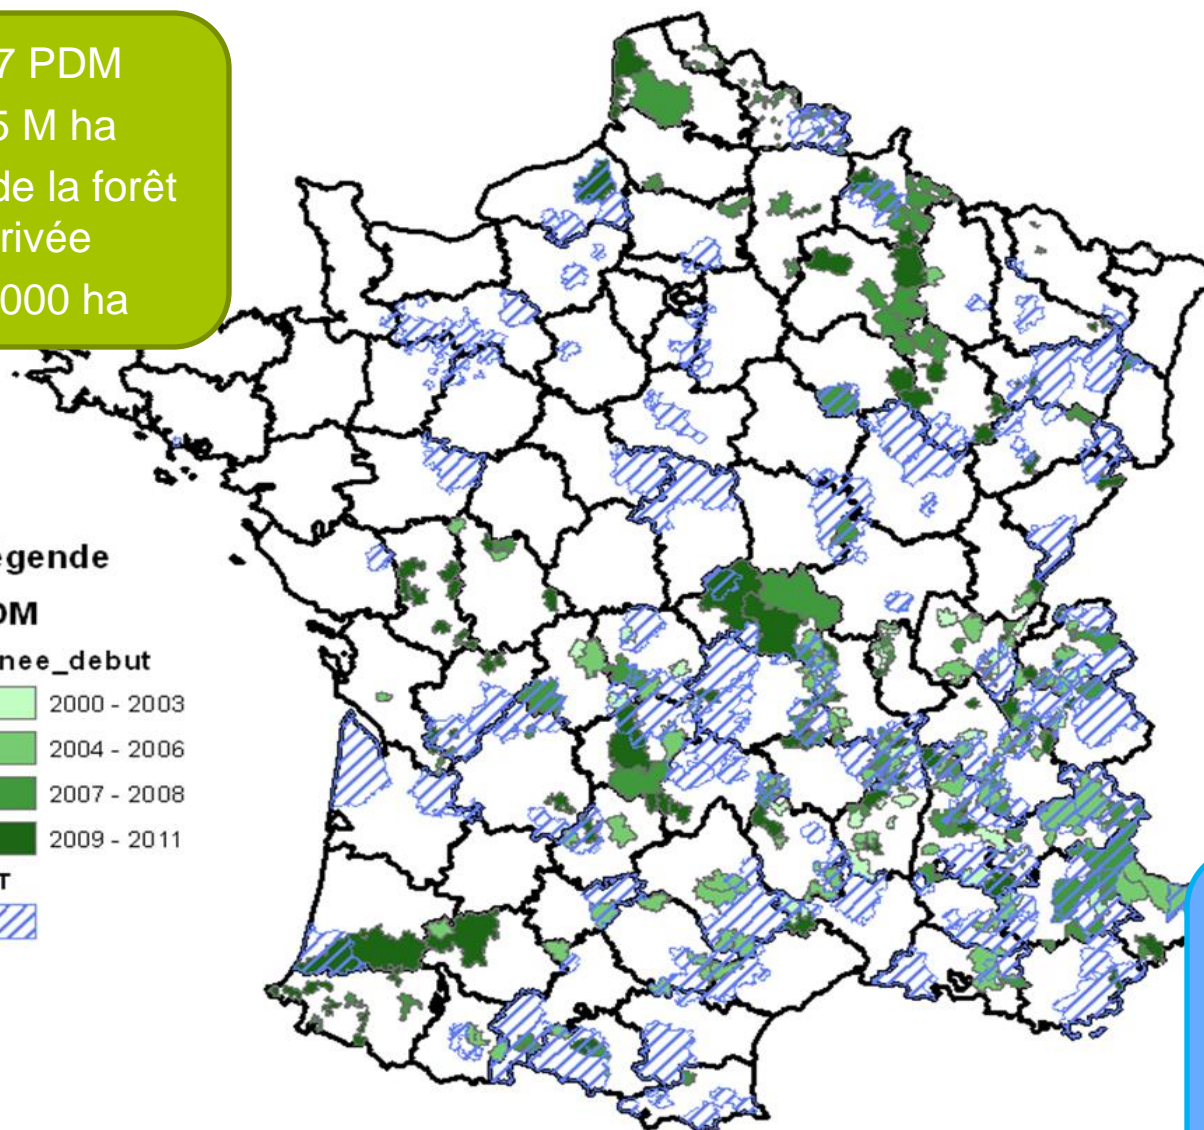 7 PDM
5 M ha
de la forêt
rivée
000 ha
égende
DM
nee_debut
2000 - 2003
2004 - 2006
2007 - 2008
2009 - 2011
T